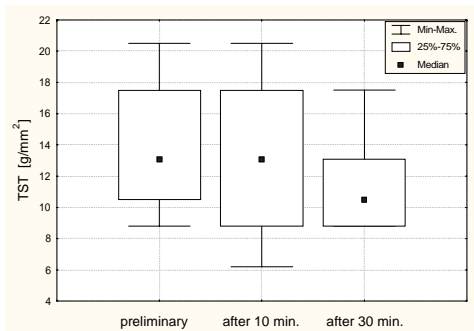 22
20
18
16
14
12
10
8
6
4
TST [g/mm²]
Min-Max.
25%-75%
Median
preliminary after 10 min. after 30 min.